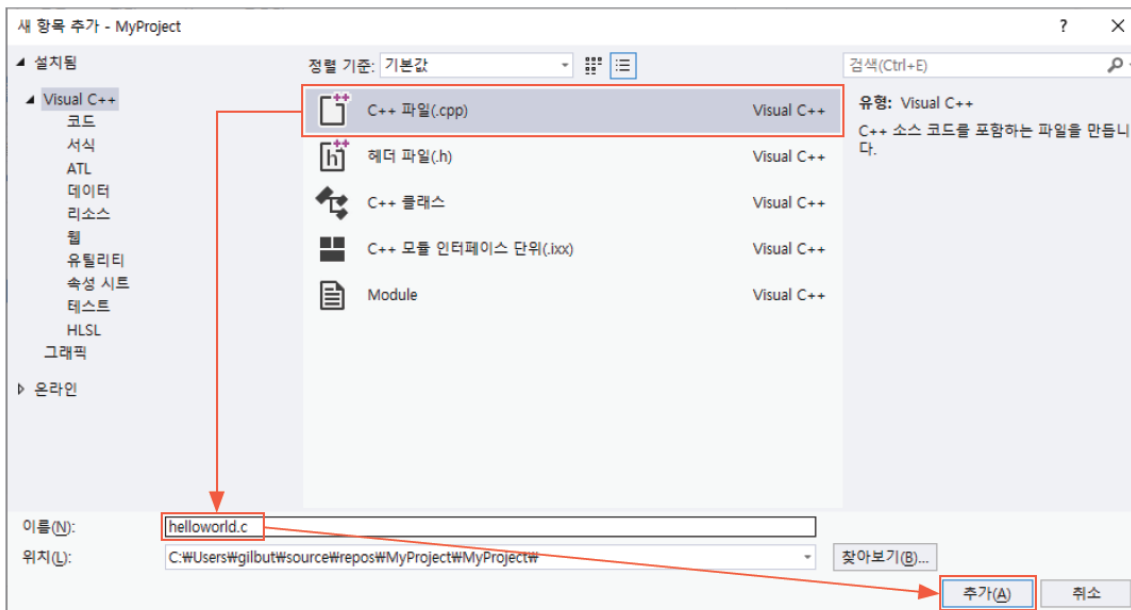 새 항목 추가 - MyProject
? ×
설치됨
Visual C++
코드
서식
ATL
데이터
리소스
웹
유틸리티
속성 시트
테스트
HLSL
그래픽
온라인
정렬 기준: 기본값
C++ 파일(.cpp) Visual C++
헤더 파일(.h) Visual C++
C++ 클래스 Visual C++
C++ 모듈 인터페이스 단위(.ixx) Visual C++
Module Visual C++
검색(Ctrl+E)
유형: Visual C++
C++ 소스 코드를 포함하는 파일을 만듭니
다.
이름(N): helloworld.c
위치(L): C:₩Users₩gilbut₩source₩repos₩MyProject₩MyProject₩
찾아보기(B)...
추가(A) 취소